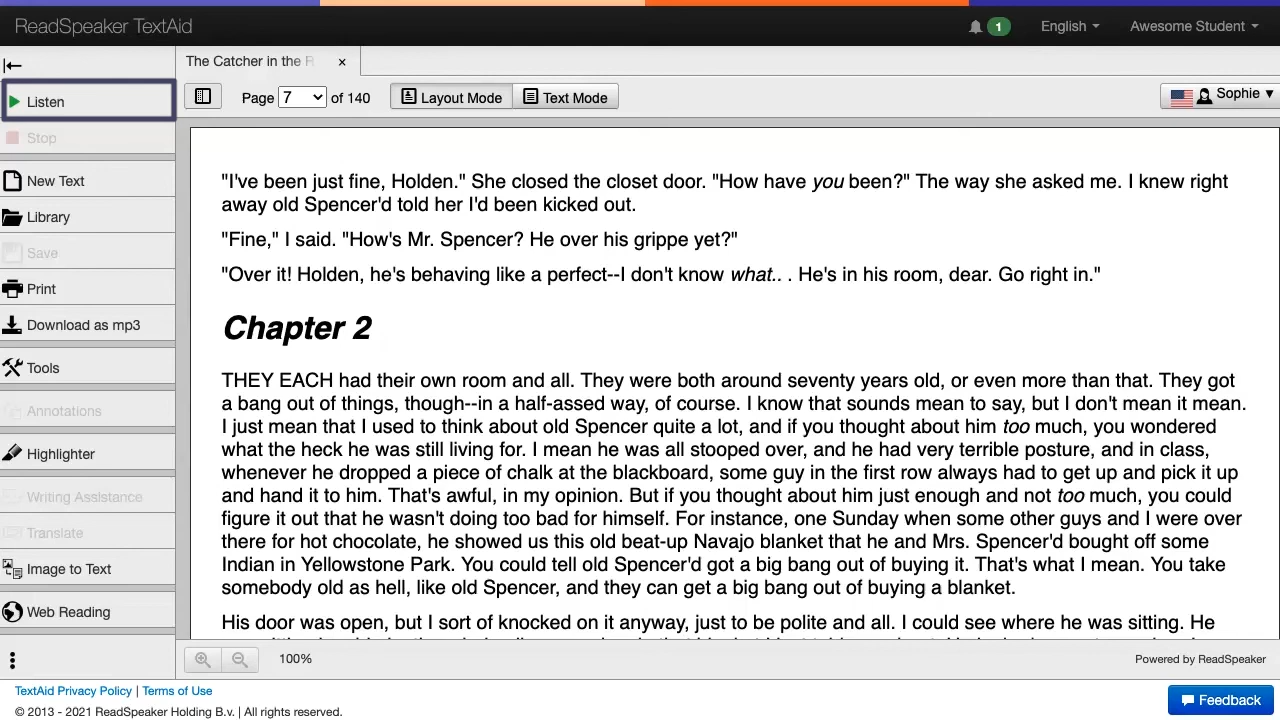 ReadSpeaker TextAid
1
English
Awesome Student
The Catcher in the R
Listen
Stop
New Text
Library
Save
Print
Download as mp3
Tools
Annotations
Highlighter
Writing Assistance
Translate
Image to Text
Web Reading
Page 7 of 140
Layout Mode
Text Mode
Sophie
"I've been just fine, Holden." She closed the closet door. "How have you been?" The way she asked me. I knew right
away old Spencer'd told her I'd been kicked out.
"Fine," I said. "How's Mr. Spencer? He over his grippe yet?"
"Over it! Holden, he's behaving like a perfect--I don't know what.. . He's in his room, dear. Go right in."
Chapter 2
THEY EACH had their own room and all. They were both around seventy years old, or even more than that. They got
a bang out of things, though--in a half-assed way, of course. I know that sounds mean to say, but I don't mean it mean.
I just mean that I used to think about old Spencer quite a lot, and if you thought about him too much, you wondered
what the heck he was still living for. I mean he was all stooped over, and he had very terrible posture, and in class,
whenever he dropped a piece of chalk at the blackboard, some guy in the first row always had to get up and pick it up
and hand it to him. That's awful, in my opinion. But if you thought about him just enough and not too much, you could
figure it out that he wasn't doing too bad for himself. For instance, one Sunday when some other guys and I were over
there for hot chocolate, he showed us this old beat-up Navajo blanket that he and Mrs. Spencer'd bought off some
Indian in Yellowstone Park. You could tell old Spencer'd got a big bang out of buying it. That's what I mean. You take
somebody old as hell, like old Spencer, and they can get a big bang out of buying a blanket.
His door was open, but I sort of knocked on it anyway, just to be polite and all. I could see where he was sitting. He
100%
Powered by ReadSpeaker
TextAid Privacy Policy | Terms of Use
© 2013 - 2021 ReadSpeaker Holding B.v. | All rights reserved.
Feedback